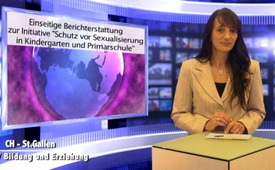 Einseitige Berichterstattung
zur Initiative "Schutz vor Sexualisierung
in Kindergarten und Primarschule"
CH - St.Gallen
Bildung und Erziehung